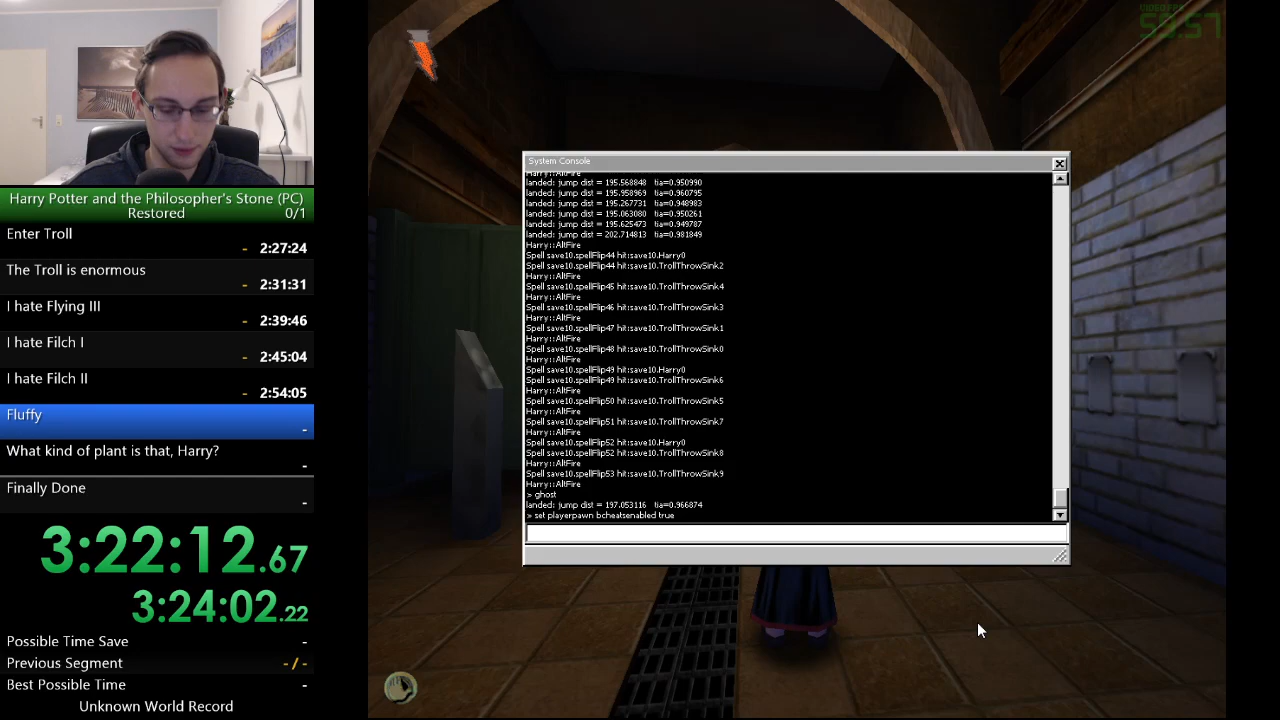 Harry Potter and the Philosopher's Stone (PC)
Restored 0/1
Enter Troll
- 2:27:24
The Troll is enormous
- 2:31:31
I hate Flying III
- 2:39:46
I hate Filch I
- 2:45:04
I hate Filch II
- 2:54:05
Fluffy
-
What kind of plant is that, Harry?
-
Finally Done
-
3:22:12.67
3:24:02.22
Possible Time Save -
Previous Segment - / -
Best Possible Time -
Unknown World Record
VIDEO FPS
50.57
System Console
Harry::AltFire
landed: jump dist = 195.568848 tia=0.950990
landed: jump dist = 195.958969 tia=0.960795
landed: jump dist = 195.267731 tia=0.948983
landed: jump dist = 195.063080 tia=0.950261
landed: jump dist = 195.625473 tia=0.949787
landed: jump dist = 202.714813 tia=0.981849
Harry::AltFire
Spell save10.spellFlip44 hit:save10.Harry0
Spell save10.spellFlip44 hit:save10.TrollThrowSink2
Harry::AltFire
Spell save10.spellFlip45 hit:save10.TrollThrowSink4
Harry::AltFire
Spell save10.spellFlip46 hit:save10.TrollThrowSink3
Harry::AltFire
Spell save10.spellFlip47 hit:save10.TrollThrowSink1
Harry::AltFire
Spell save10.spellFlip48 hit:save10.TrollThrowSink0
Harry::AltFire
Spell save10.spellFlip49 hit:save10.Harry0
Spell save10.spellFlip49 hit:save10.TrollThrowSink6
Harry::AltFire
Spell save10.spellFlip50 hit:save10.TrollThrowSink5
Harry::AltFire
Spell save10.spellFlip51 hit:save10.TrollThrowSink7
Harry::AltFire
Spell save10.spellFlip52 hit:save10.Harry0
Spell save10.spellFlip52 hit:save10.TrollThrowSink8
Harry::AltFire
Spell save10.spellFlip53 hit:save10.TrollThrowSink9
Harry::AltFire
> ghost
landed: jump dist = 197.053116 tia=0.966874
> set playerpawn bcheatsenabled true